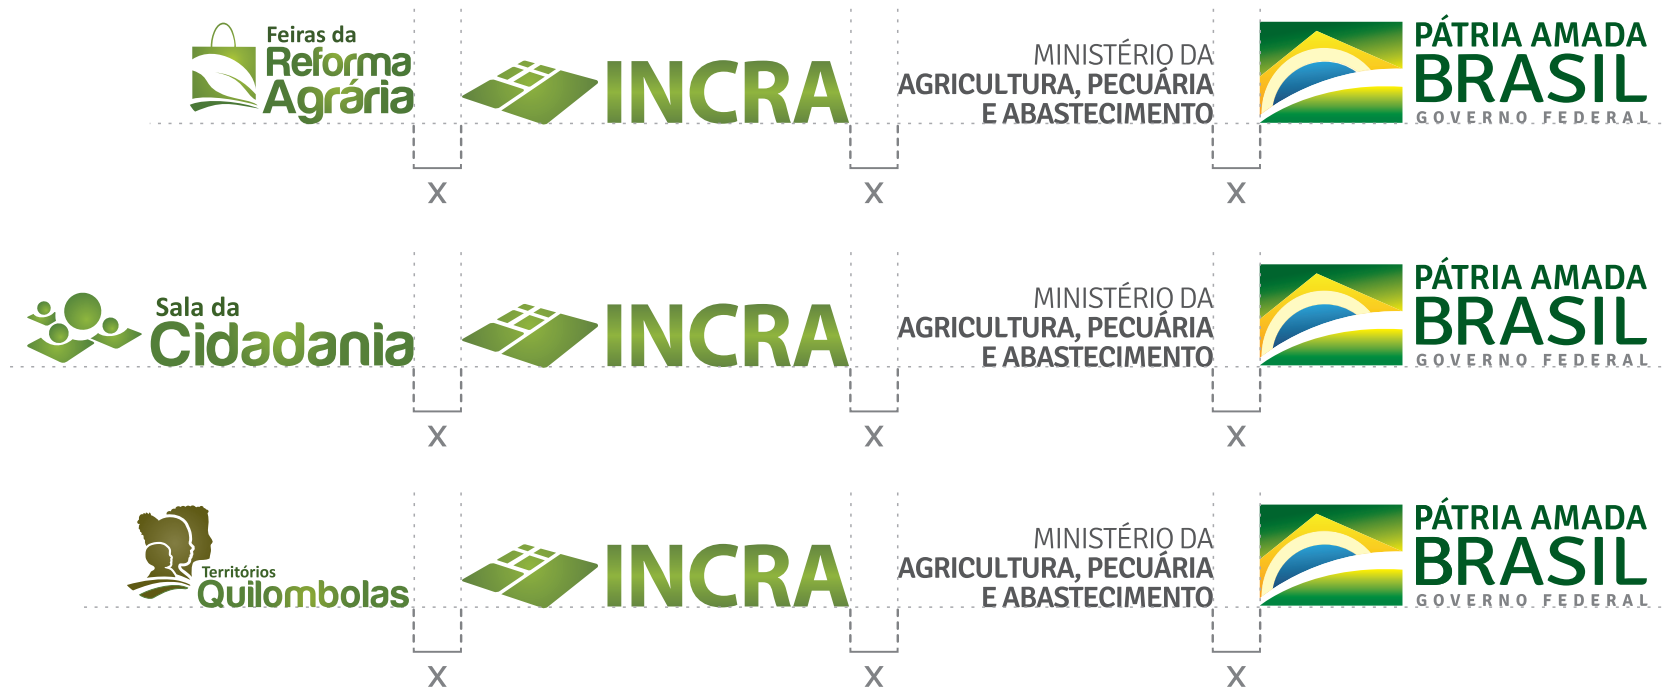 Feiras da
Reforma
Agrária
INCRA
MINISTÉRIO DA
AGRICULTURA, PECUÁRIA
E ABASTECIMENTO
PÁTRIA AMADA
BRASIL
GOVERNO FEDERAL
X X X
Sala da
Cidadania
INCRA
MINISTÉRIO DA
AGRICULTURA, PECUÁRIA
E ABASTECIMENTO
PÁTRIA AMADA
BRASIL
GOVERNO FEDERAL
X X X
Territórios
Quilombolas
INCRA
MINISTÉRIO DA
AGRICULTURA, PECUÁRIA
E ABASTECIMENTO
PÁTRIA AMADA
BRASIL
GOVERNO FEDERAL
X X X